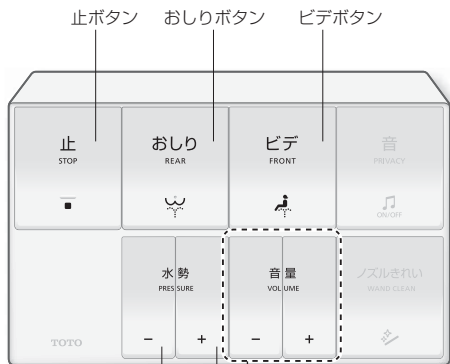 止ボタン おしりボタン ビデボタン
止 おしり ビデ 音
STOP REAR FRONT PRIVACY
ON/OFF
水勢 音量 ノズルきれい
PRESSURE VOLUME WAND CLEAN
TOTO - + - +